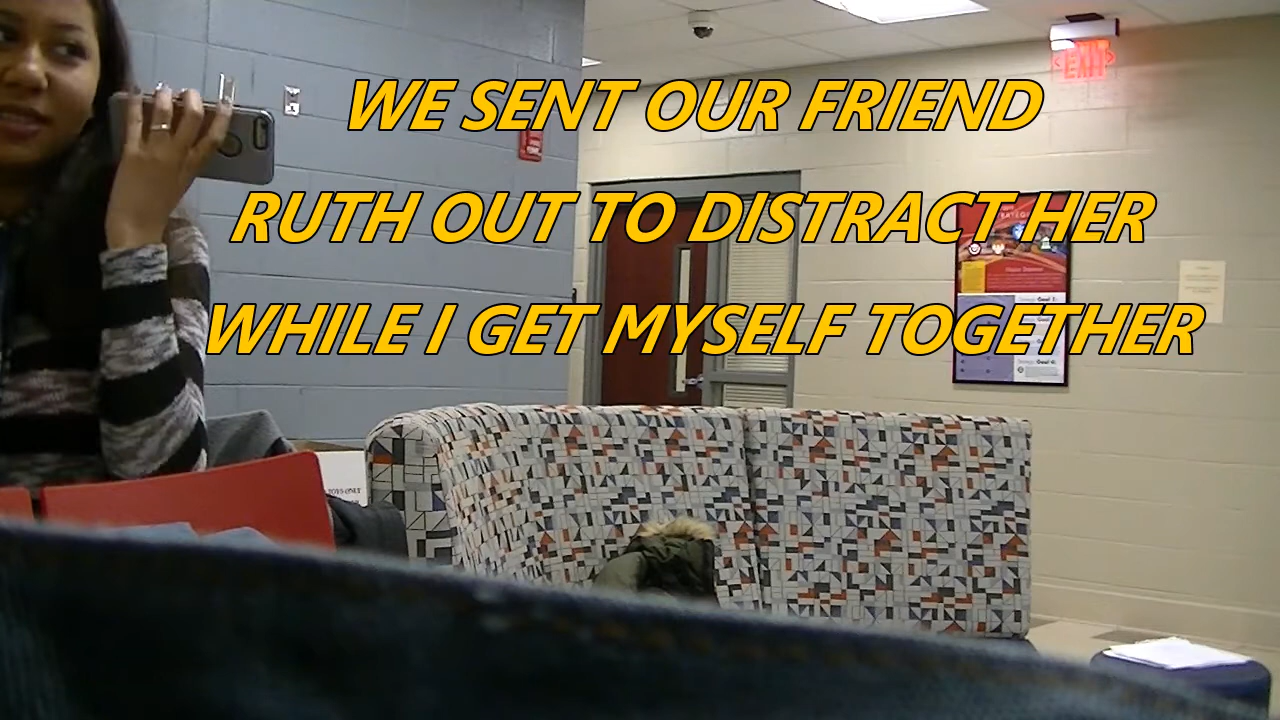 WE SENT OUR FRIEND
RUTH OUT TO DISTRACT HER
WHILE I GET MYSELF TOGETHER
EXIT